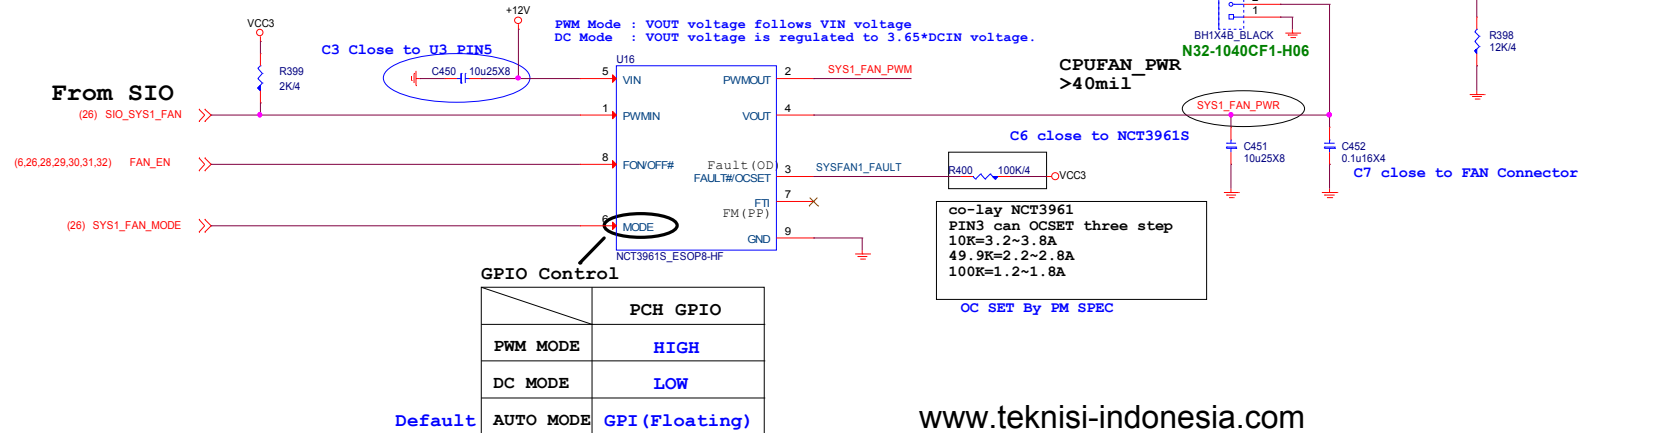 +12V
VCC3
PWM Mode : VOUT voltage follows VIN voltage
DC Mode : VOUT voltage is regulated to 3.65*DCIN voltage.
1
BH1X4B_BLACK
N32-1040CF1-H06
R398
12K/4
C3 Close to U3 PIN5
U16
C450 10u25X8
R399
2K/4
5 VIN
PWMOUT 2
SYS1_FAN_PWM
CPUFAN_PWR
>40mil
From SIO
(26) SIO_SYS1_FAN
1 PWMIN
VOUT 4
SYS1_FAN_PWR
C6 close to NCT3961S
C451
10u25X8
C452
0.1u16X4
C7 close to FAN Connector
(6,26,28,29,30,31,32) FAN_EN
8 FON/OFF#
Fault(OD)
FAULT#/OCSET 3
SYSFAN1_FAULT
R400 100K/4
VCC3
FTI 7
FM(PP)
(26) SYS1_FAN_MODE
6 MODE
GND 9
NCT3961S_ESOP8-HF
co-lay NCT3961
PIN3 can OCSET three step
10K=3.2~3.8A
49.9K=2.2~2.8A
100K=1.2~1.8A
OC SET By PM SPEC
GPIO Control
PCH GPIO
PWM MODE HIGH
DC MODE LOW
Default AUTO MODE GPI(Floating)
www.teknisi-indonesia.com